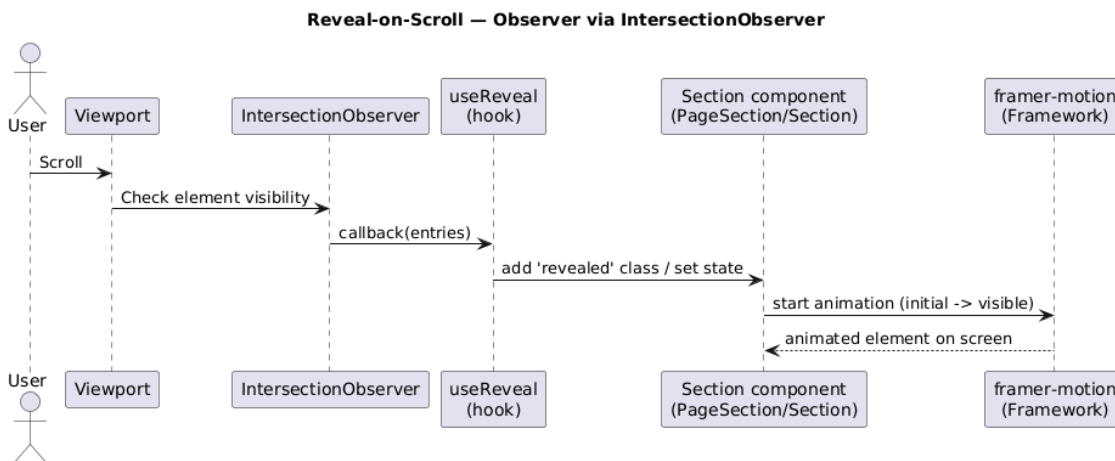 Reveal-on-Scroll — Observer via IntersectionObserver
User
Viewport
IntersectionObserver
useReveal
(hook)
Section component
(PageSection/Section)
framer-motion
(Framework)
Scroll
Check element visibility
callback(entries)
add 'revealed' class / set state
start animation (initial -> visible)
animated element on screen
User
Viewport
IntersectionObserver
useReveal
(hook)
Section component
(PageSection/Section)
framer-motion
(Framework)